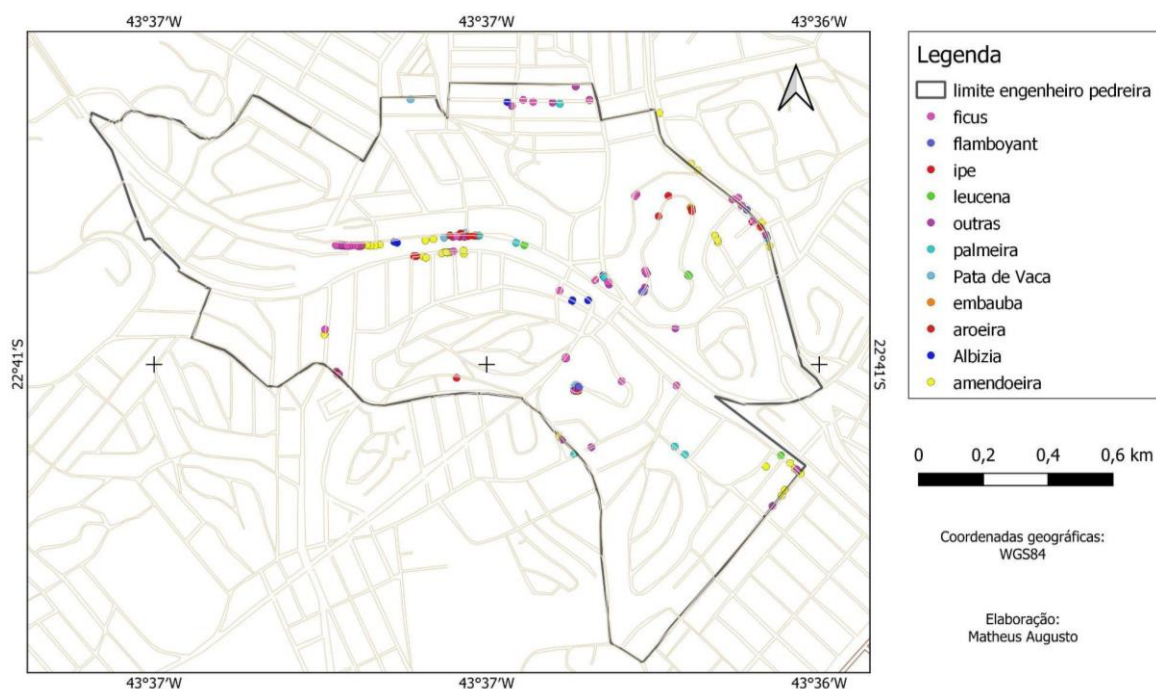 43°37'W 43°37'W 43°36'W
22°41'S
22°41'S
43°37'W 43°37'W 43°36'W
Legenda
limite engenheiro pedreira
ficus
flamboyant
ipe
leucena
outras
palmeira
Pata de Vaca
embauba
aroeira
Albizia
amendoeira
0 0,2 0,4 0,6 km
Coordenadas geográficas:
WGS84
Elaboração:
Matheus Augusto